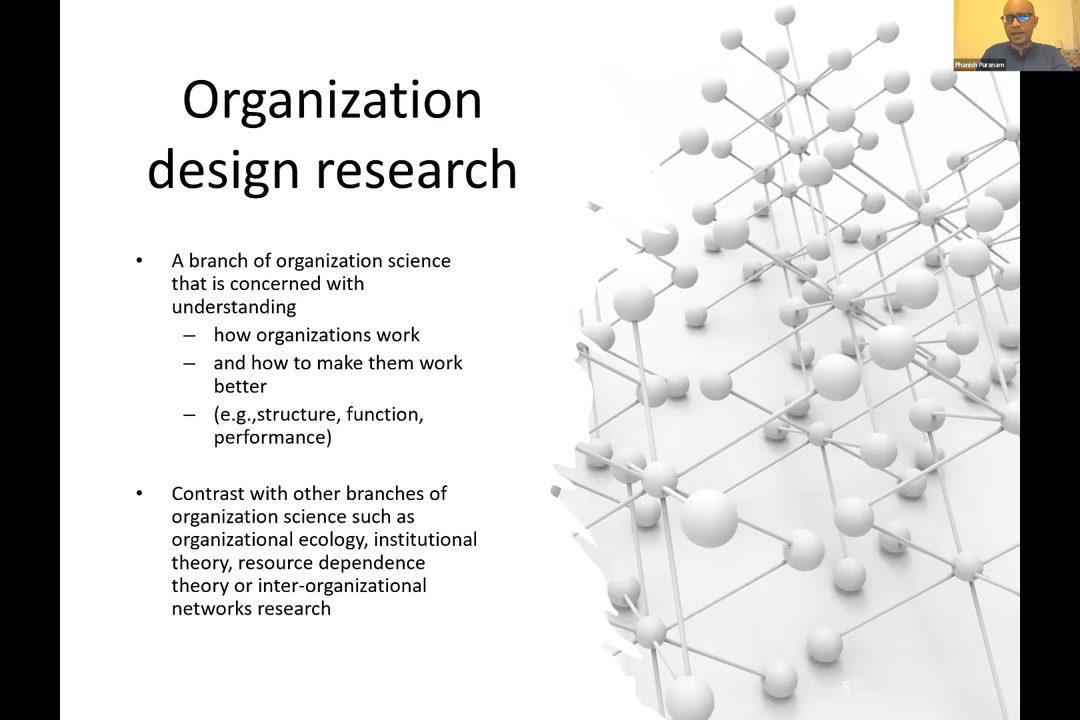 Phanish Puranam
Organization
design research
• A branch of organization science
that is concerned with
understanding
– how organizations work
– and how to make them work
better
– (e.g.,structure, function,
performance)
• Contrast with other branches of
organization science such as
organizational ecology, institutional
theory, resource dependence
theory or inter-organizational
networks research
5